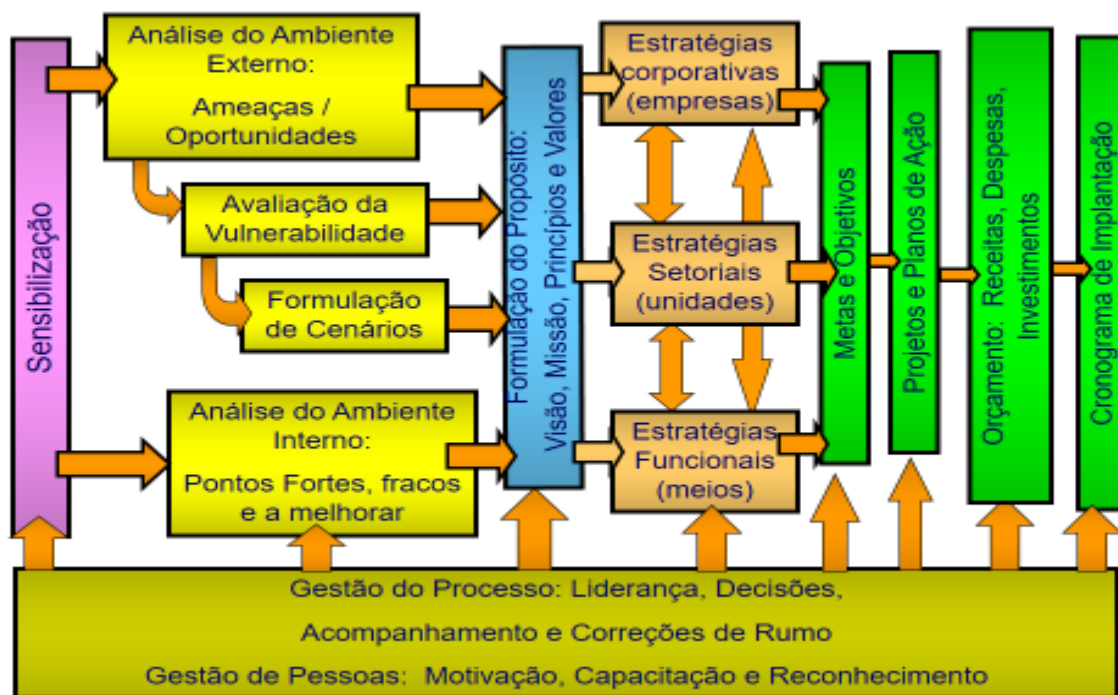 Sensibilização
Análise do Ambiente
Externo:
Ameaças /
Oportunidades
Avaliação da
Vulnerabilidade
Formulação
de Cenários
Análise do Ambiente
Interno:
Pontos Fortes, fracos
e a melhorar
Formulação do Propósito:
Visão, Missão, Princípios e Valores
Estratégias
corporativas
(empresas)
Estratégias
Setoriais
(unidades)
Estratégias
Funcionais
(meios)
Metas e Objetivos
Projetos e Planos de Ação
Orçamento: Receitas, Despesas,
Investimentos
Cronograma de Implantação
Gestão do Processo: Liderança, Decisões,
Acompanhamento e Correções de Rumo
Gestão de Pessoas: Motivação, Capacitação e Reconhecimento